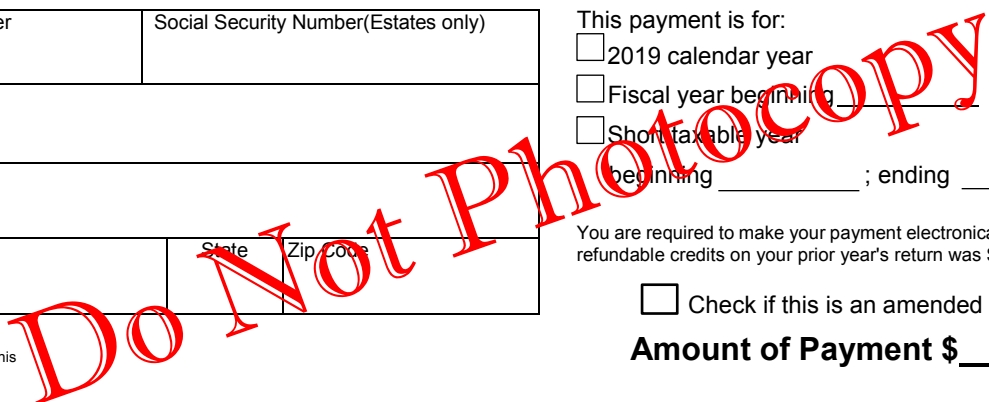 er
Social Security Number(Estates only)
State
Zip Code
his
This payment is for:
2019 calendar year
Fiscal year beginning
Short taxable year
beginning ; ending
You are required to make your payment electronica
refundable credits on your prior year's return was $
Check if this is an amended
Amount of Payment $
Do Not Photocopy